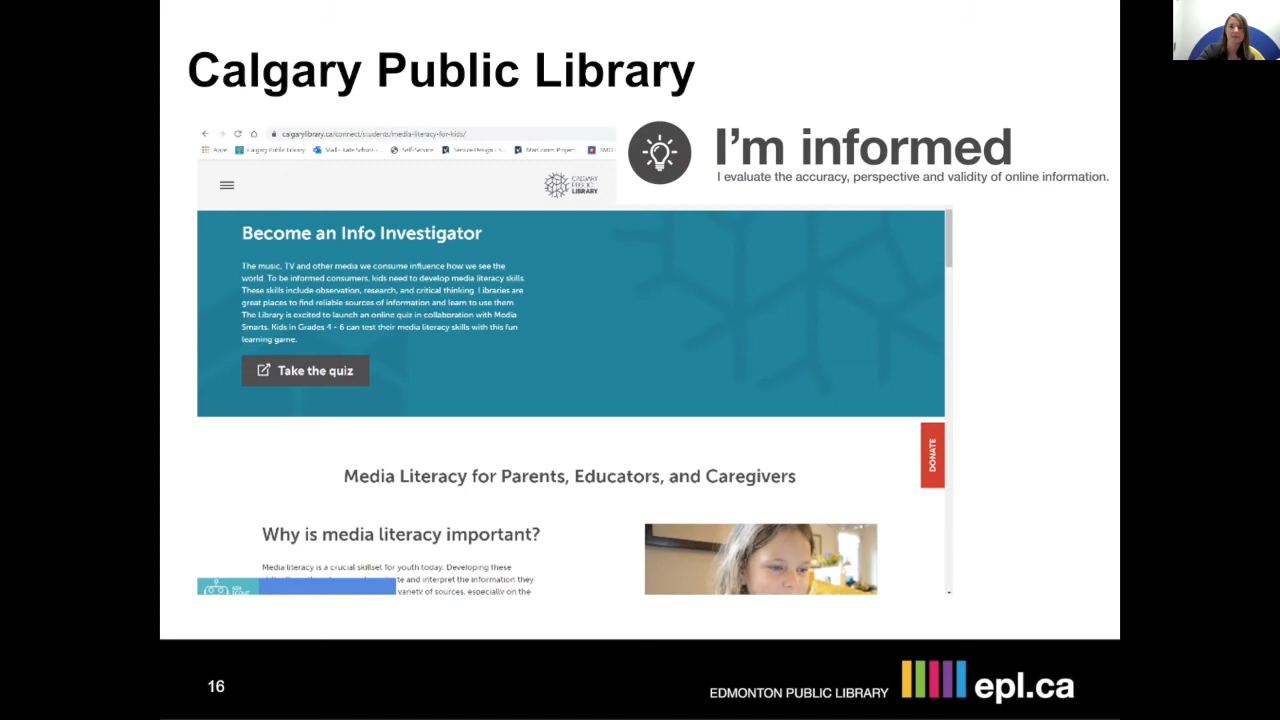 Calgary Public Library
calgarylibrary.ca/connect/students/media-literacy-for-kids/
Apps Calgary Public Library Self-Service Service Design - S... MarComm Project...
CALGARY
PUBLIC
LIBRARY
I'm informed
I evaluate the accuracy, perspective and validity of online information.
Become an Info Investigator
The music, TV and other media we consume influence how we see the
world. To be informed consumers, kids need to develop media literacy skills.
These skills include observation, research, and critical thinking. Libraries are
great places to find reliable sources of information and learn to use them.
The Library is excited to launch an online quiz in collaboration with Media
Smarts. Kids in Grades 4 - 6 can test their media literacy skills with this fun
learning game.
Take the quiz
DONATE
Media Literacy for Parents, Educators, and Caregivers
Why is media literacy important?
Media literacy is a crucial skillset for youth today. Developing these
and interpret the information they
variety of sources, especially on the
16
EDMONTON PUBLIC LIBRARY
epl.ca